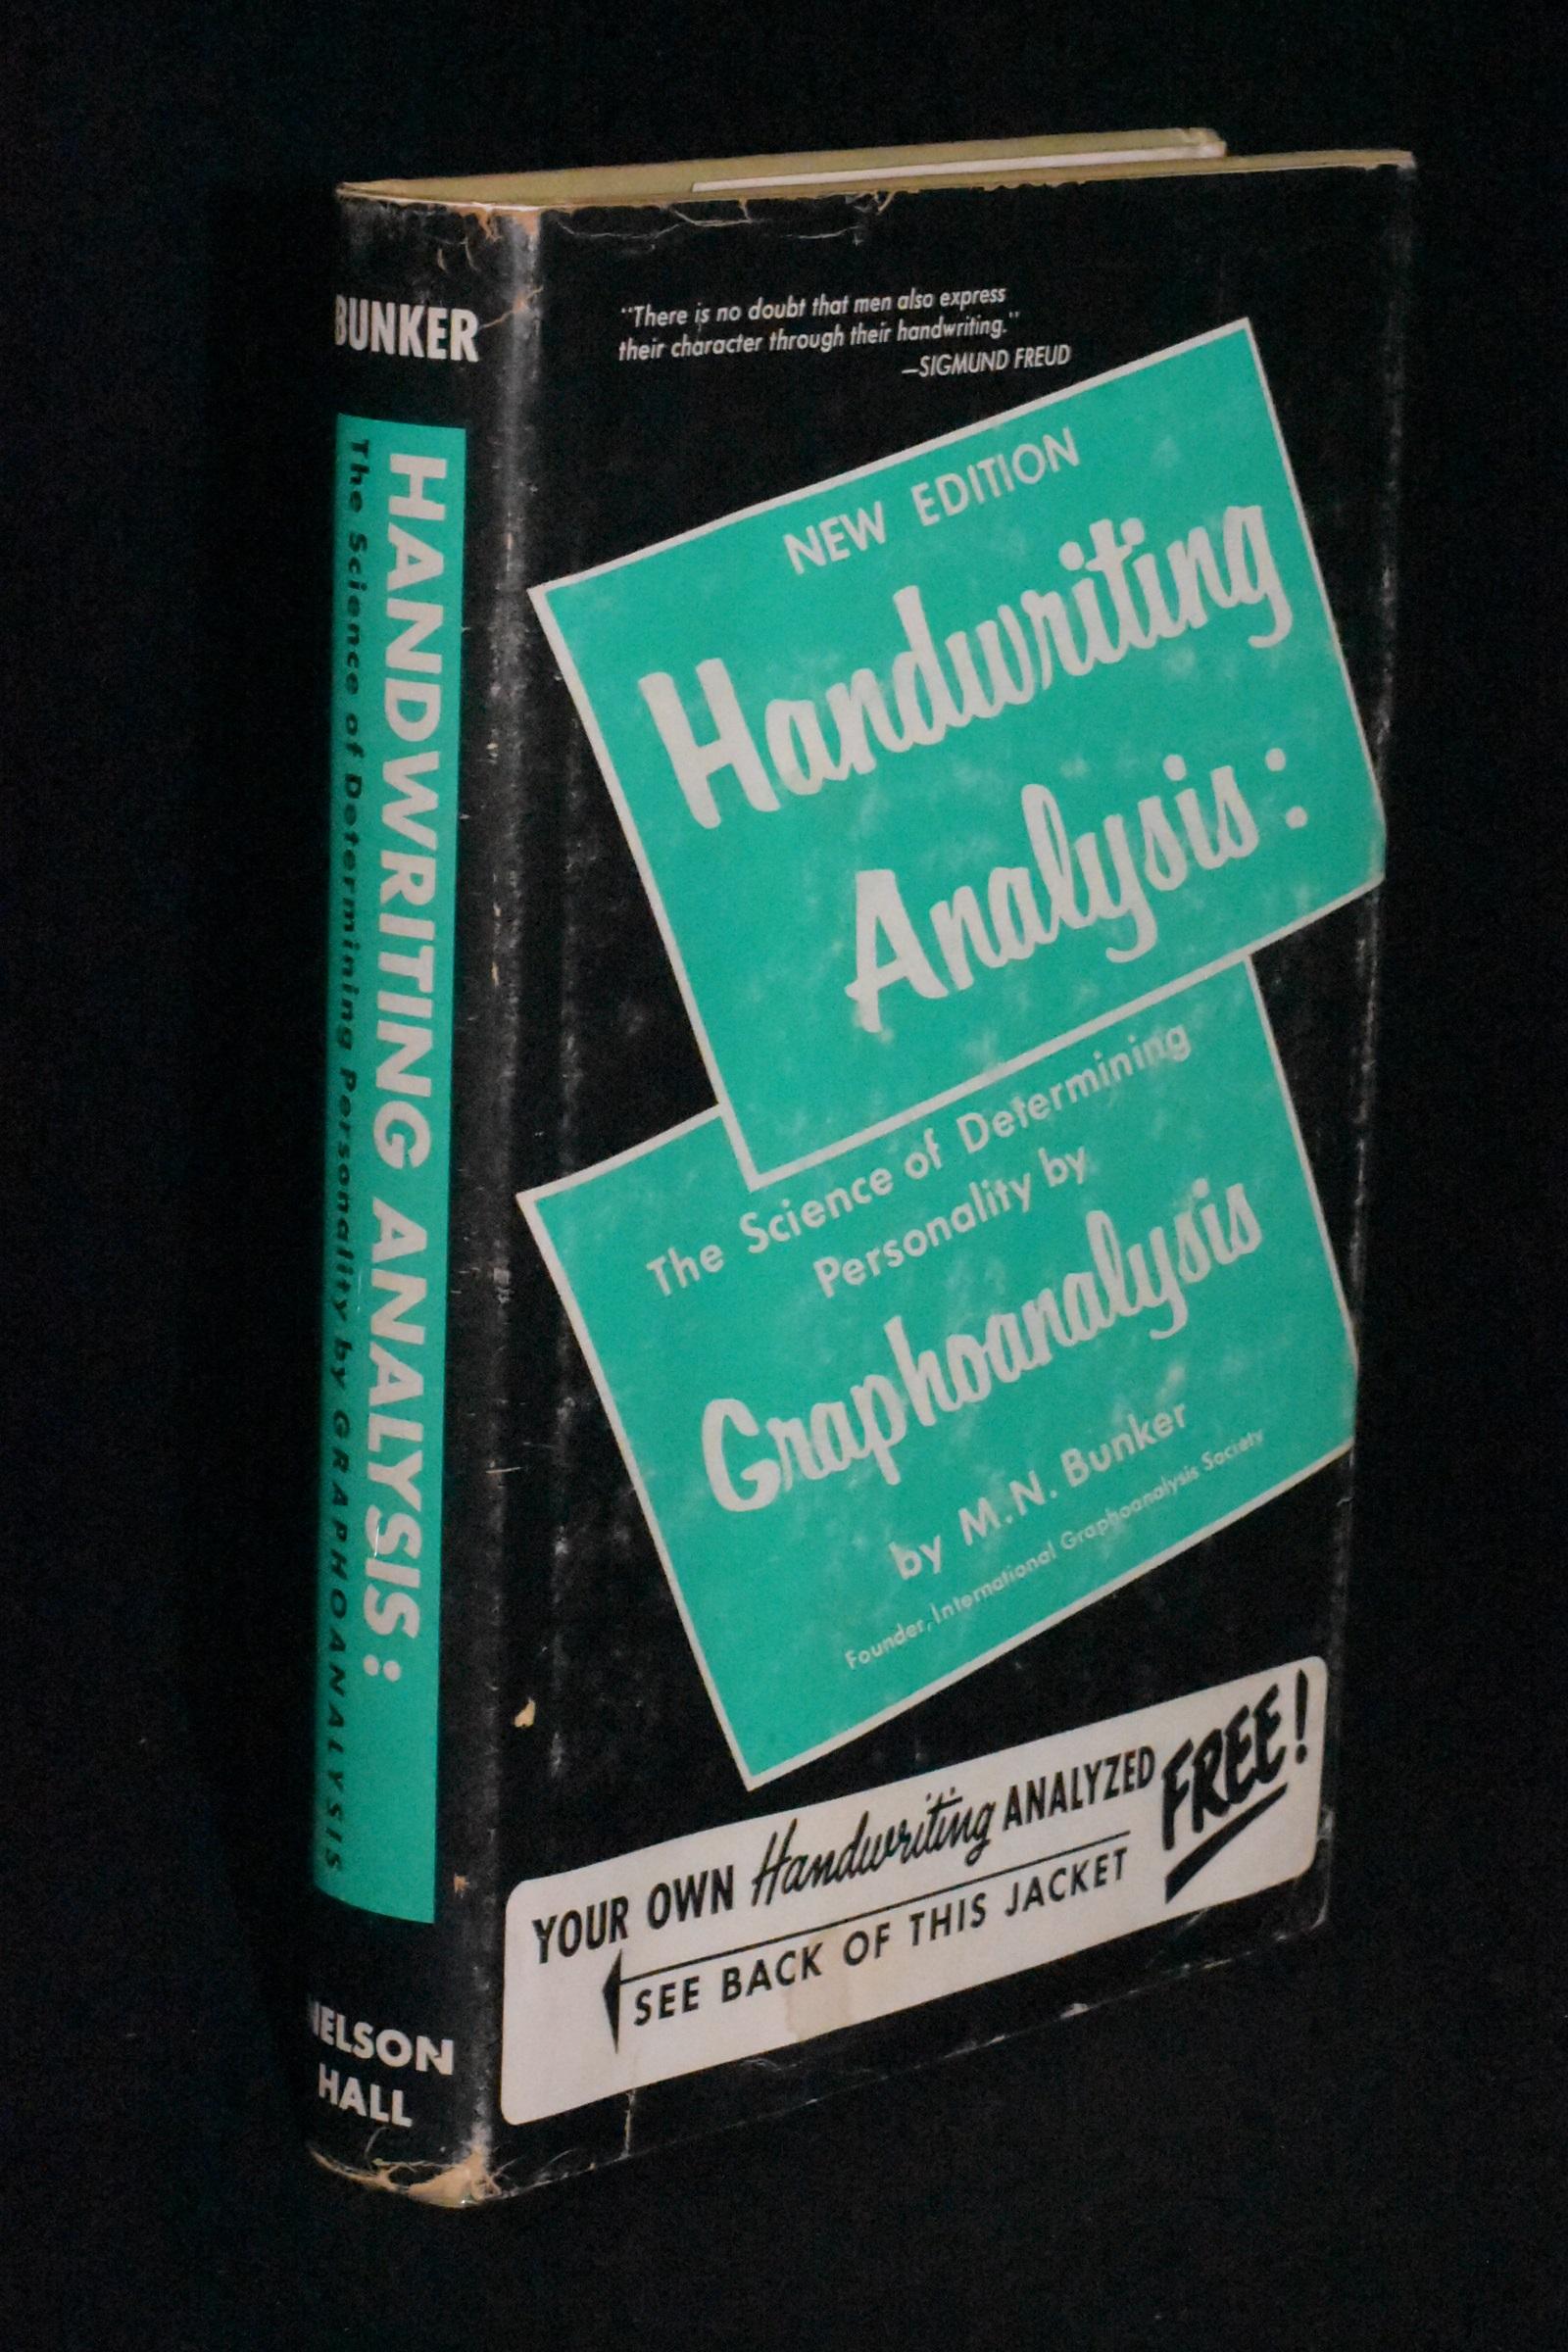 BUNKER
HANDWRITING ANALYSIS:
The Science of Determining Personality by GRAPHOANALYSIS
NELSON
HALL
"There is no doubt that men also express
their character through their handwriting."
—SIGMUND FREUD
NEW EDITION
Handwriting
Analysis:
The Science of Determining
Personality by
Graphoanalysis
by M.N. Bunker
Founder, International Graphoanalysis Society
YOUR OWN Handwriting ANALYZED FREE!
SEE BACK OF THIS JACKET